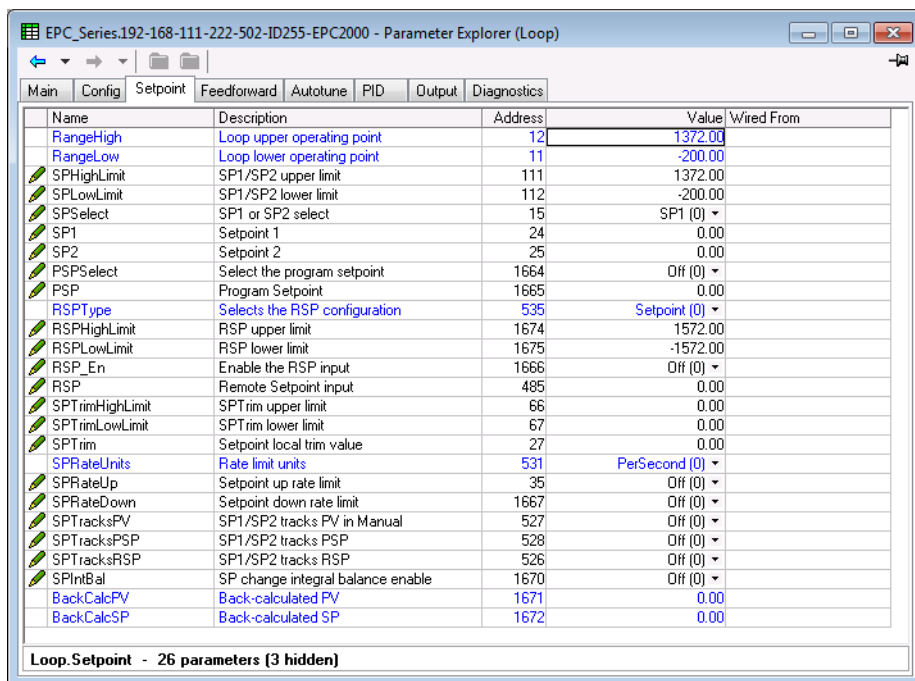 EPC_Series.192-168-111-222-502-ID255-EPC2000 - Parameter Explorer (Loop)
Main Config Setpoint Feedforward Autotune PID Output Diagnostics
Name Description Address Value Wired From
RangeHigh Loop upper operating point 12 1372.00
RangeLow Loop lower operating point 11 -200.00
SPHighLimit SP1/SP2 upper limit 111 1372.00
SPLowLimit SP1/SP2 lower limit 112 -200.00
SPSelect SP1 or SP2 select 15 SP1 (0)
SP1 Setpoint 1 24 0.00
SP2 Setpoint 2 25 0.00
PSPSelect Select the program setpoint 1664 Off (0)
PSP Program Setpoint 1665 0.00
RSPType Selects the RSP configuration 535 Setpoint (0)
RSPHighLimit RSP upper limit 1674 1572.00
RSPLowLimit RSP lower limit 1675 -1572.00
RSP_En Enable the RSP input 1666 Off (0)
RSP Remote Setpoint input 485 0.00
SPTrimHighLimit SPTrim upper limit 66 0.00
SPTrimLowLimit SPTrim lower limit 67 0.00
SPTrim Setpoint local trim value 27 0.00
SPRateUnits Rate limit units 531 PerSecond (0)
SPRateUp Setpoint up rate limit 35 Off (0)
SPRateDown Setpoint down rate limit 1667 Off (0)
SPTracksPV SP1/SP2 tracks PV in Manual 527 Off (0)
SPTracksPSP SP1/SP2 tracks PSP 528 Off (0)
SPTracksRSP SP1/SP2 tracks RSP 526 Off (0)
SPIntBal SP change integral balance enable 1670 Off (0)
BackCalcPV Back-calculated PV 1671 0.00
BackCalcSP Back-calculated SP 1672 0.00
Loop.Setpoint - 26 parameters (3 hidden)